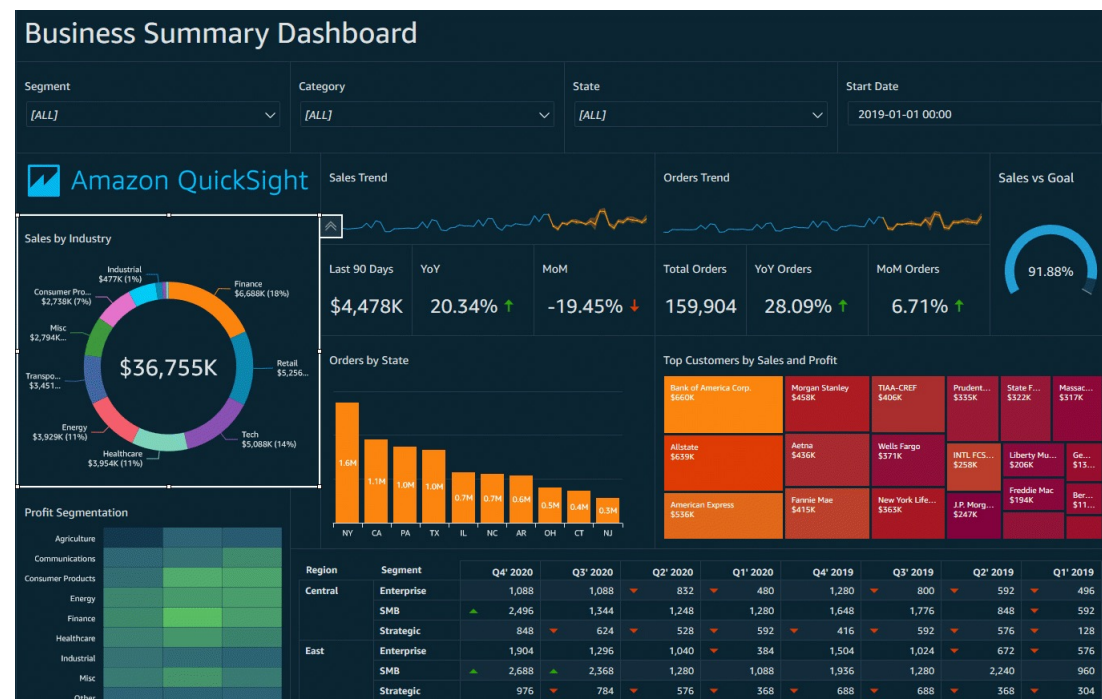 Business Summary Dashboard
Segment
[ALL]
Category
[ALL]
State
[ALL]
Start Date
2019-01-01 00:00
Amazon QuickSight
Sales Trend
Orders Trend
Sales vs Goal
91.88%
Sales by Industry
Industrial
$477K (1%)
Finance
$6,688K (18%)
Consumer Pro...
$2,738K (7%)
Misc
$2,794K...
Retail
$5,256...
$36,755K
Transpo...
$3,451...
Energy
$3,929K (11%)
Tech
$5,088K (14%)
Healthcare
$3,954K (11%)
Last 90 Days
$4,478K
YoY
20.34%
MoM
-19.45%
Total Orders
159,904
YoY Orders
28.09%
MoM Orders
6.71%
Orders by State
1.6M 1.1M 1.0M 1.0M 0.7M 0.7M 0.6M 0.5M 0.4M 0.3M
NY CA PA TX IL NC AR OH CT NJ
Top Customers by Sales and Profit
Bank of America Corp.
$660K
Morgan Stanley
$458K
TIAA-CREF
$406K
Prudent...
$335K
State F...
$322K
Massac...
$317K
Allstate
$639K
Aetna
$436K
Wells Fargo
$371K
INTL FCS...
$258K
Liberty Mu...
$206K
Ge...
$13...
American Express
$536K
Fannie Mae
$415K
New York Life...
$363K
J.P. Morg...
$247K
Freddie Mac
$194K
Ber...
$11...
Profit Segmentation
Agriculture
Communications
Consumer Products
Energy
Finance
Healthcare
Industrial
Misc
Other
Region Segment Q4' 2020 Q3' 2020 Q2' 2020 Q1' 2020 Q4' 2019 Q3' 2019 Q2' 2019 Q1' 2019
Central Enterprise 1,088 1,088 832 480 1,280 800 592 496
SMB 2,496 1,344 1,248 1,280 1,648 1,776 848 592
Strategic 848 624 528 592 416 592 576 128
East Enterprise 1,904 1,296 1,040 384 1,504 1,024 672 576
SMB 2,688 2,368 1,280 1,088 1,936 1,280 2,240 960
Strategic 976 784 576 368 688 688 368 304